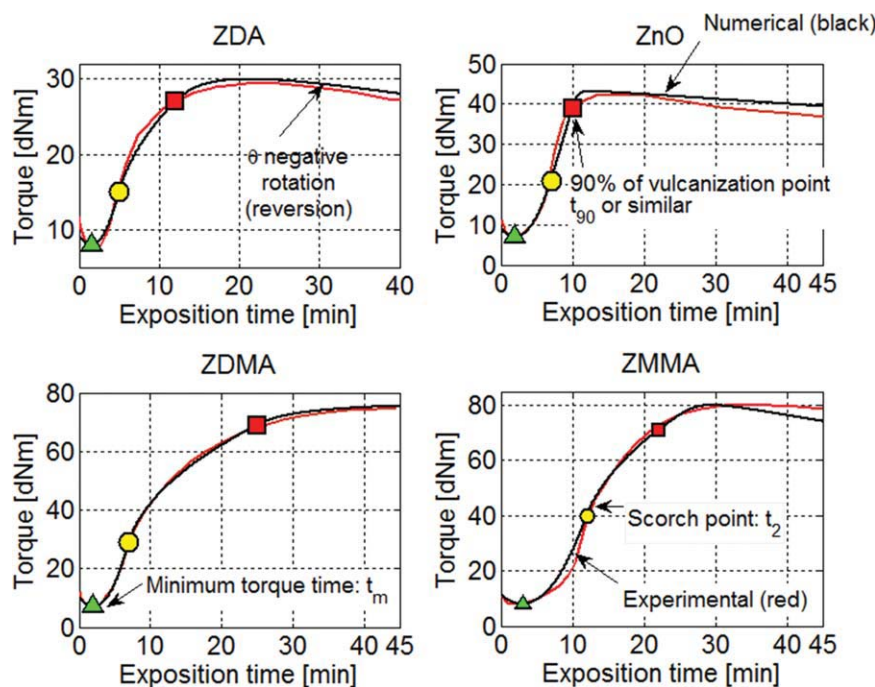 ZDA
Torque [dNm]
30
20
10
θ negative
rotation
(reversion)
0
10
20
30
40
Exposition time [min]
ZnO
Numerical (black)
Torque [dNm]
50
40
30
20
10
0
90% of vulcanization point
t90 or similar
0
10
20
30
40 45
Exposition time [min]
ZDMA
Torque [dNm]
80
60
40
20
0
Minimum torque time: tm
0
10
20
30
40 45
Exposition time [min]
ZMMA
Torque [dNm]
80
60
40
20
0
Scorch point: t2
Experimental (red)
0
10
20
30
40 45
Exposition time [min]